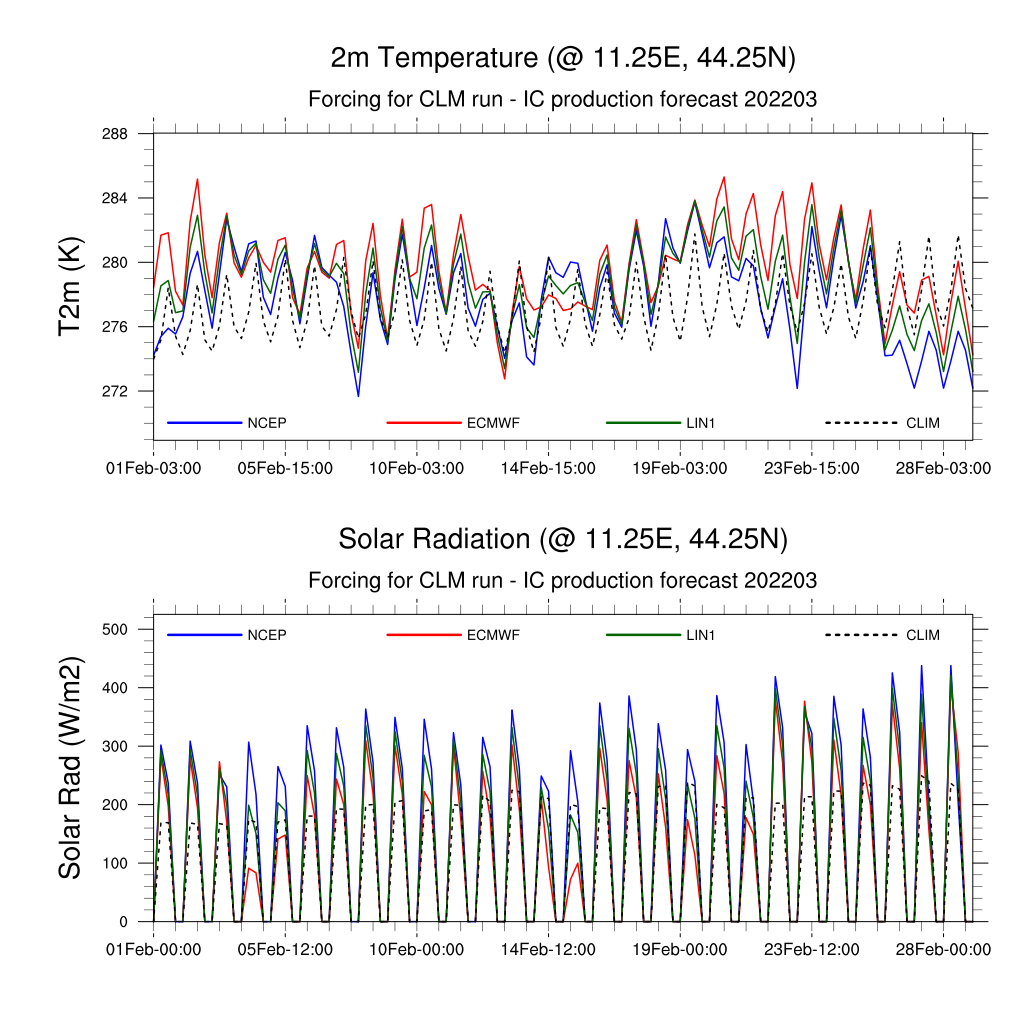 2m Temperature (@ 11.25E, 44.25N)
Forcing for CLM run - IC production forecast 202203
T2m (K)
288
284
280
276
272
NCEP ECMWF LIN1 CLIM
01Feb-03:00 05Feb-15:00 10Feb-03:00 14Feb-15:00 19Feb-03:00 23Feb-15:00 28Feb-03:00
Solar Radiation (@ 11.25E, 44.25N)
Forcing for CLM run - IC production forecast 202203
Solar Rad (W/m2)
NCEP ECMWF LIN1 CLIM
500
400
300
200
100
0
01Feb-00:00 05Feb-12:00 10Feb-00:00 14Feb-12:00 19Feb-00:00 23Feb-12:00 28Feb-00:00